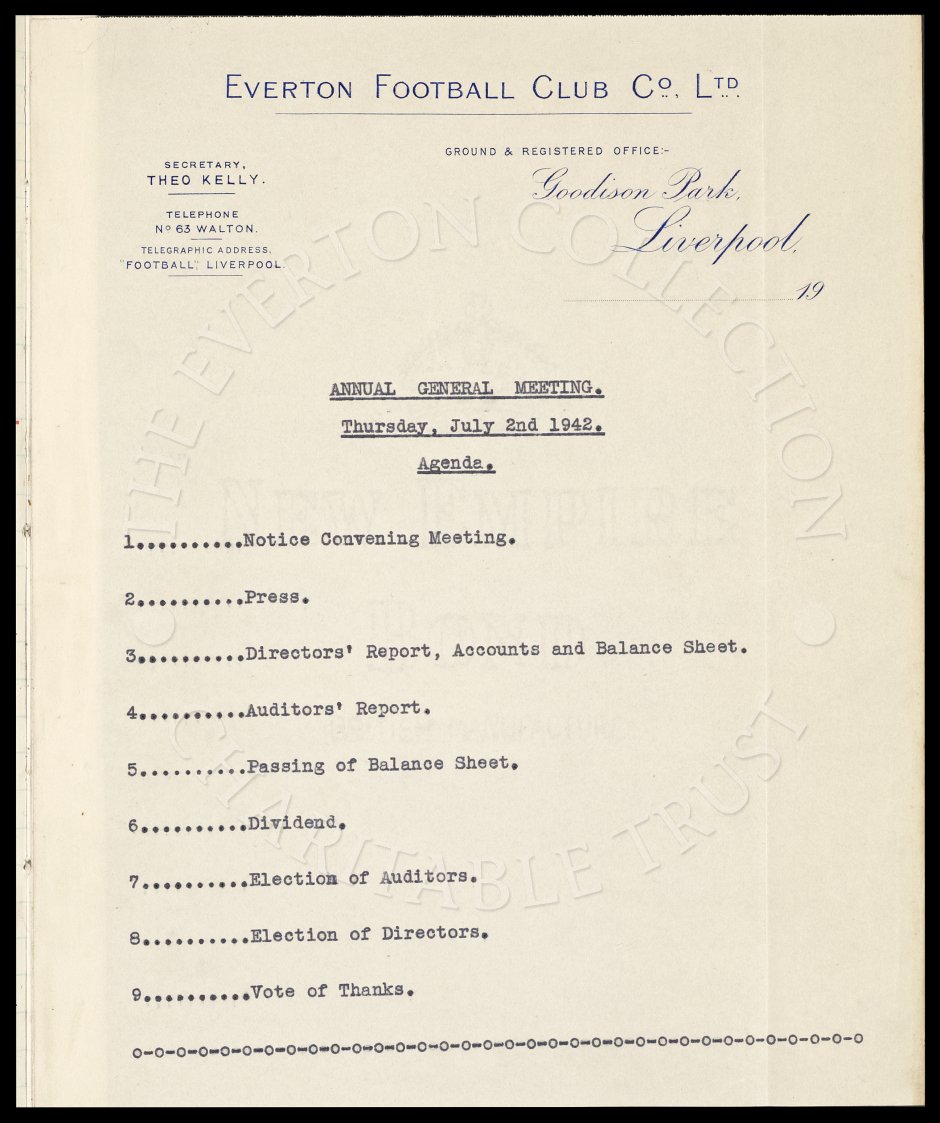 EVERTON FOOTBALL CLUB Co., LTD.
SECRETARY,
THEO KELLY.
TELEPHONE
No 63 WALTON.
TELEGRAPHIC ADDRESS,
"FOOTBALL", LIVERPOOL.
GROUND & REGISTERED OFFICE:-
Goodison Park,
Liverpool,
19
ANNUAL GENERAL MEETING.
Thursday, July 2nd 1942.
Agenda.
1..........Notice Convening Meeting.
2..........Press.
3..........Directors' Report, Accounts and Balance Sheet.
4..........Auditors' Report.
5..........Passing of Balance Sheet.
6..........Dividend.
7..........Election of Auditors.
8..........Election of Directors.
9..........Vote of Thanks.
o-o-o-o-o-o-o-o-o-o-o-o-o-o-o-o-o-o-o-o-o-o-o-o-o-o-o-o-o-o-o-o-o-o
THE EVERTON COLLECTION
CHARITABLE TRUST
NEW EMPIRE